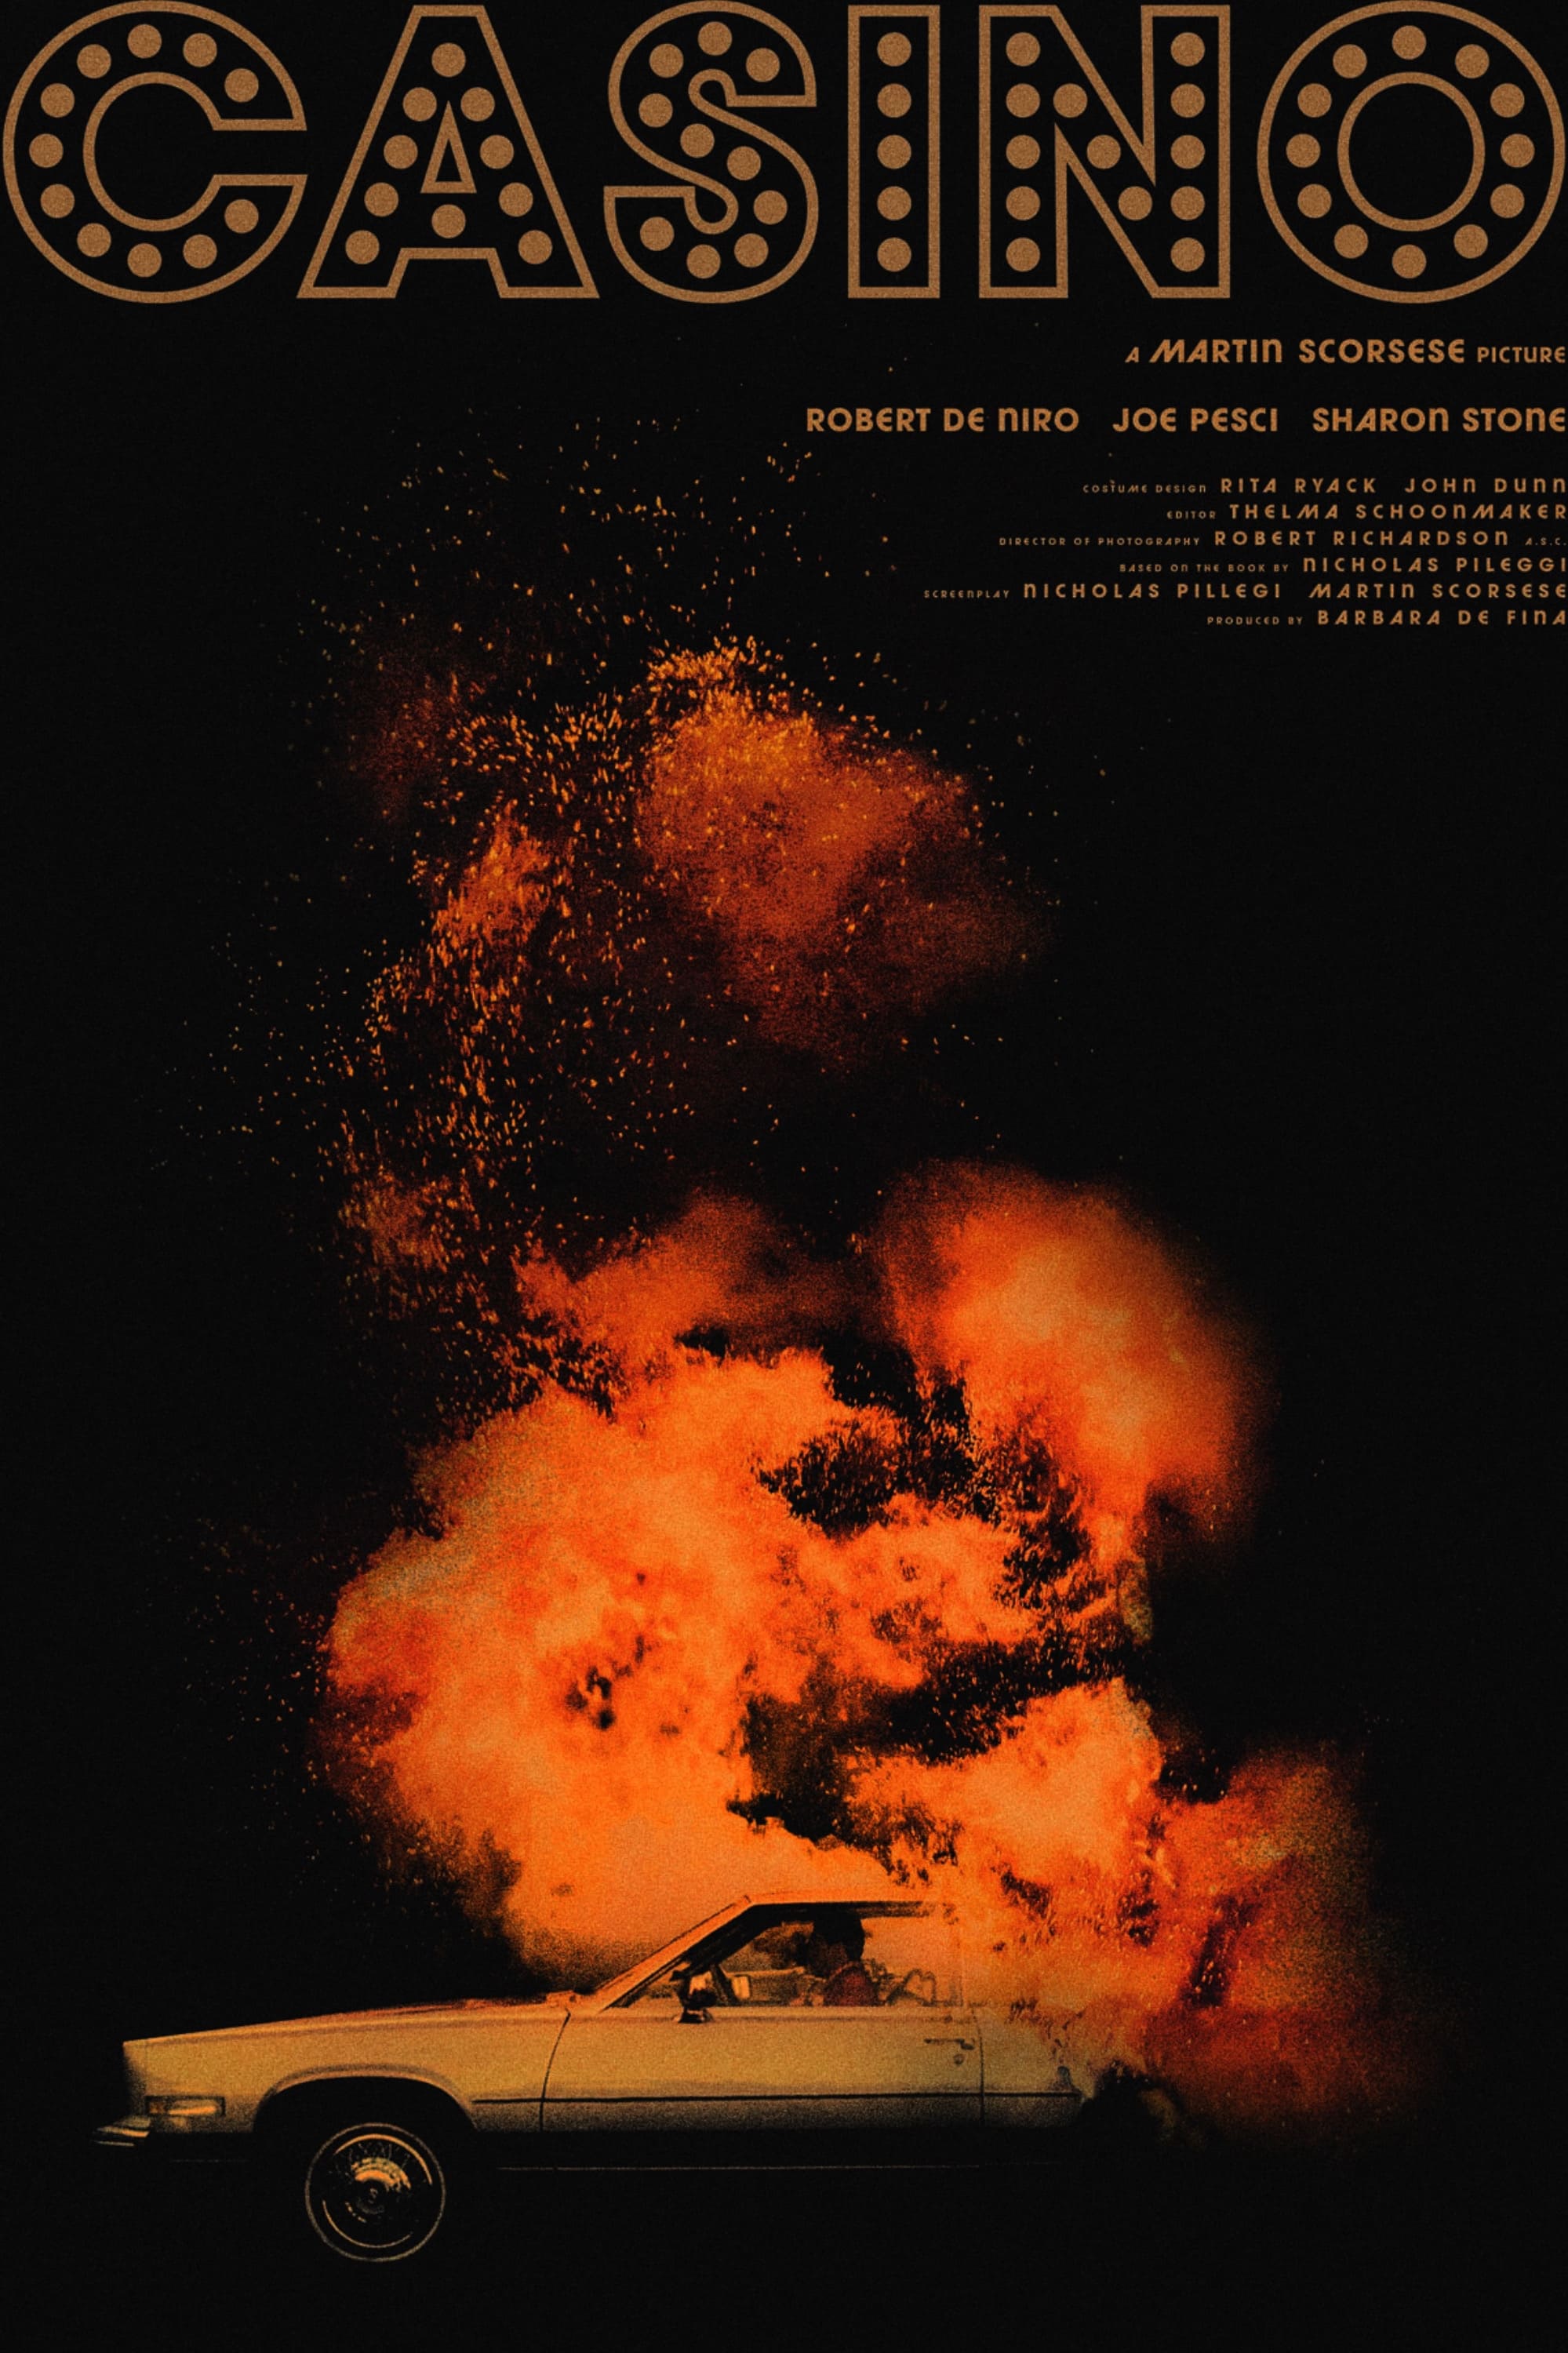 CASINO
A MARTIN SCORSESE PICTURE
ROBERT DE NIRO JOE PESCI SHARON STONE
COSTUME DESIGN RITA RYACK JOHN DUNN
EDITOR THELMA SCHOONMAKER
DIRECTOR OF PHOTOGRAPHY ROBERT RICHARDSON A.S.C.
BASED ON THE BOOK BY NICHOLAS PILEGGI
SCREENPLAY NICHOLAS PILLEGI MARTIN SCORSESE
PRODUCED BY BARBARA DE FINA